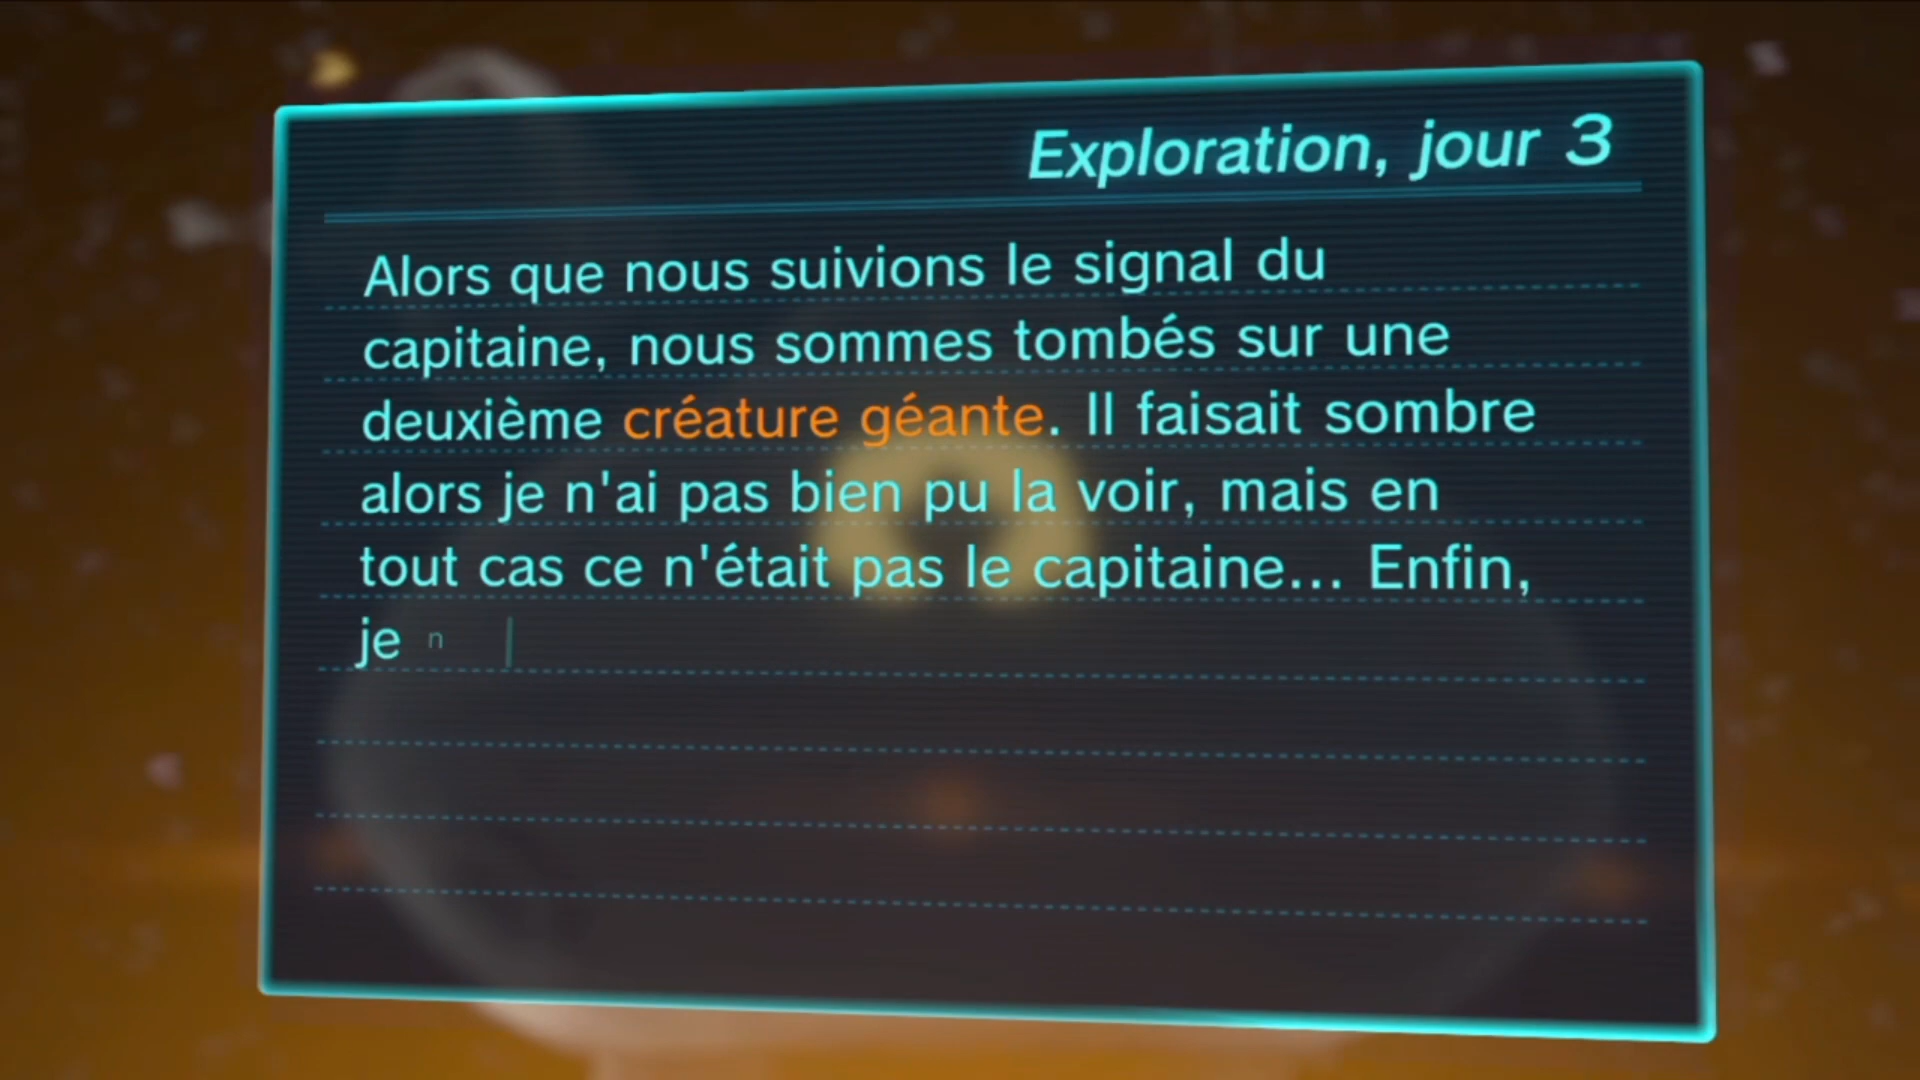 Exploration, jour 3
Alors que nous suivions le signal du
capitaine, nous sommes tombés sur une
deuxième créature géante. Il faisait sombre
alors je n'ai pas bien pu la voir, mais en
tout cas ce n'était pas le capitaine... Enfin,
je n